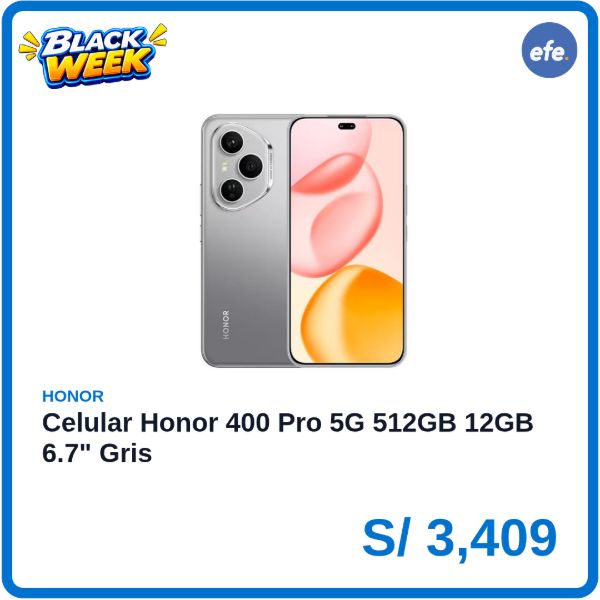 BLACK
WEEK
efe.
HONOR
HONOR
Celular Honor 400 Pro 5G 512GB 12GB
6.7" Gris
S/ 3,409